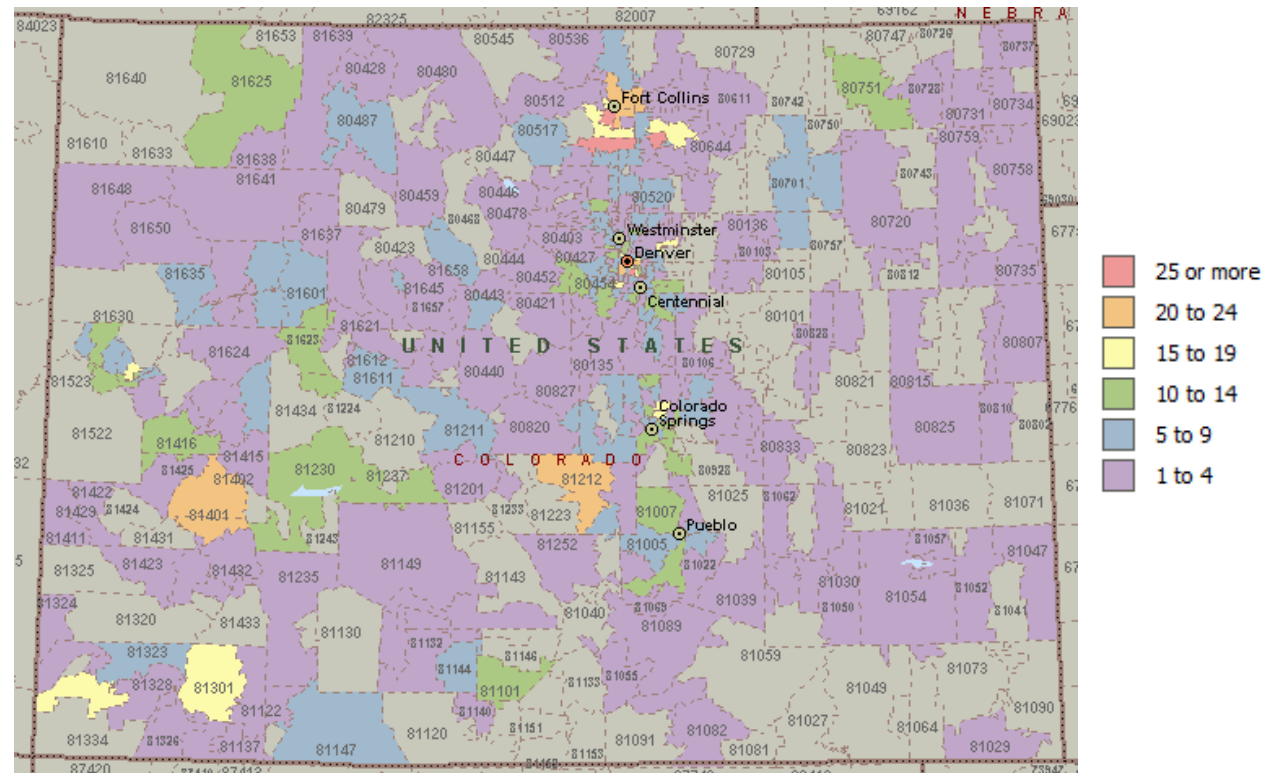 84023 82325 82007 69162 N E B R A
81653 81639 80545 80536 80747 80726 80737
81640 81625 80428 80480 80729
80512 Fort Collins 80611 80742 80751 80728 80734
80487 80517 80750 80731 69023
81610 81633 81638 80447 80644 80759
81641 80758
81648 80446 80701 80743
80479 80459 80468 80478 80520 69030
81650 81637 80403 Westminster 80136 80720
80423 80444 80427 Denver 80103 80757
81635 81658 80452 80454 80105 80812 80735
81601 81645 80443 80421 Centennial
81630 81657 80101
81621 81623 80828 80807
81624 81612 U N I T E D S T A T E S
81611 80440 80135 80106
81523 80827 80821 80815
81434 81224 Colorado
Springs
81522 81416 81210 81211 80820 80833 80825 80810 80802
81415 C O L O R A D O 80823
81425 81402 81230 81237 81201 81212 80928
81422 81424 81401 81233 81223 81007 81025 81062 81021 81036 81071
81429 81431 81243 81155 Pueblo
81411 81252 81005 81057 81047
81325 81423 81432 81235 81149 81143 81022 81030 81054 81052
81324 81320 81433 81130 81040 81069 81039 81050 81041
81089
81323 81132 81146 81059 81073
81328 81301 81144 81101 81133 81055 81049
81122 81140 81090
81334 81326 81137 81147 81120 81151 81091 81082 81027 81064
81153 81081 81029
87420 87413
25 or more
20 to 24
15 to 19
10 to 14
5 to 9
1 to 4